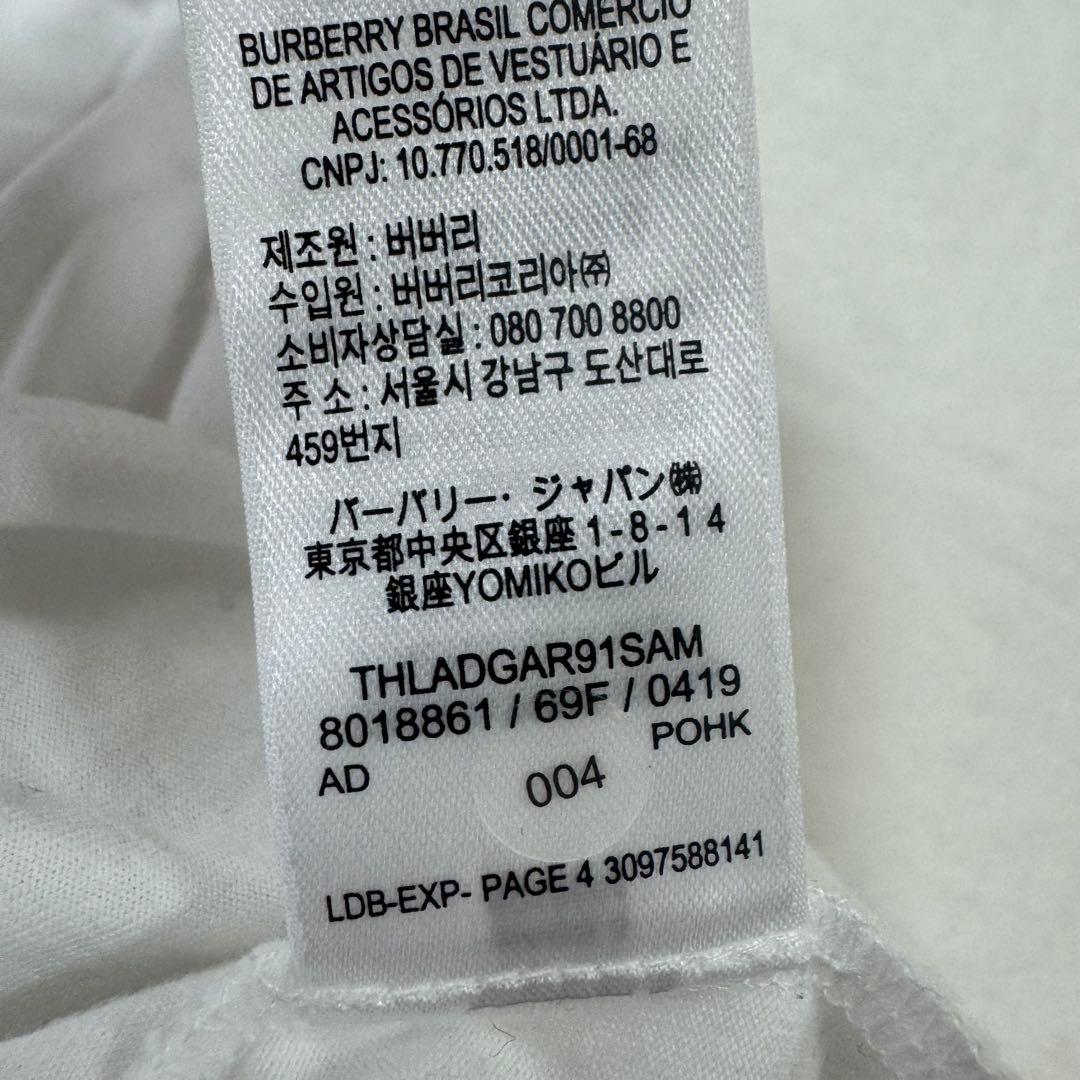 BURBERRY BRASIL COMÉRCIO
DE ARTIGOS DE VESTUÁRIO E
ACESSÓRIOS LTDA.
CNPJ: 10.770.518/0001-68
제조원 : 버버리
수입원 : 버버리코리아㈜
소비자상담실 : 080 700 8800
주 소 : 서울시 강남구 도산대로
459번지
バーバリー・ジャパン㈱
東京都中央区銀座 1 - 8 - 1 4
銀座YOMIKOビル
THLADGAR91SAM
8018861 / 69F / 0419
AD POHK
004
LDB-EXP- PAGE 4 3097588141